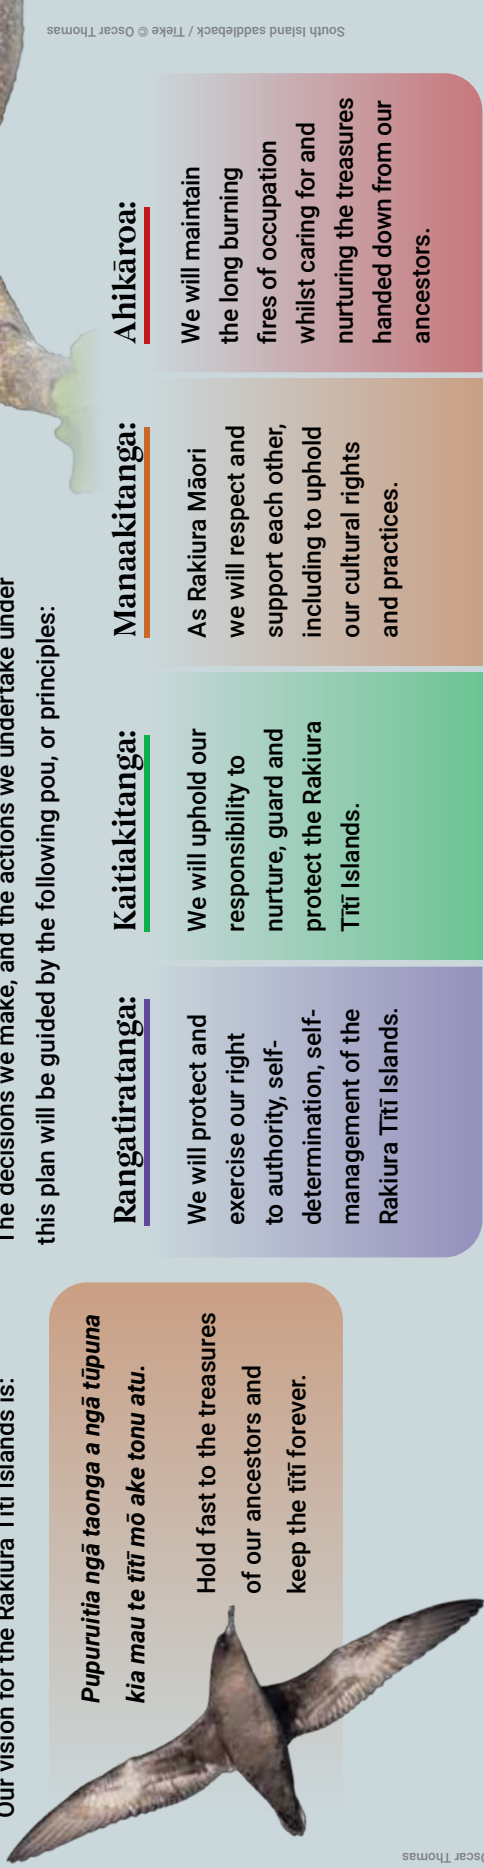 Our vision for the Rakiura Tītī Islands is:
Pupuruitia ngā taonga a ngā tūpuna
kia mau te tītī mō ake tonu atu.
Hold fast to the treasures
of our ancestors and
keep the tītī forever.
The decisions we make, and the actions we undertake under
this plan will be guided by the following pou, or principles:
Rangatiratanga:
We will protect and
exercise our right
to authority, self-
determination, self-
management of the
Rakiura Tītī Islands.
Kaitiakitanga:
We will uphold our
responsibility to
nurture, guard and
protect the Rakiura
Tītī Islands.
Manaakitanga:
As Rakiura Māori
we will respect and
support each other,
including to uphold
our cultural rights
and practices.
Ahikāroa:
We will maintain
the long burning
fires of occupation
whilst caring for and
nurturing the treasures
handed down from our
ancestors.
South Island saddleback / Tieke © Oscar Thomas
Oscar Thomas